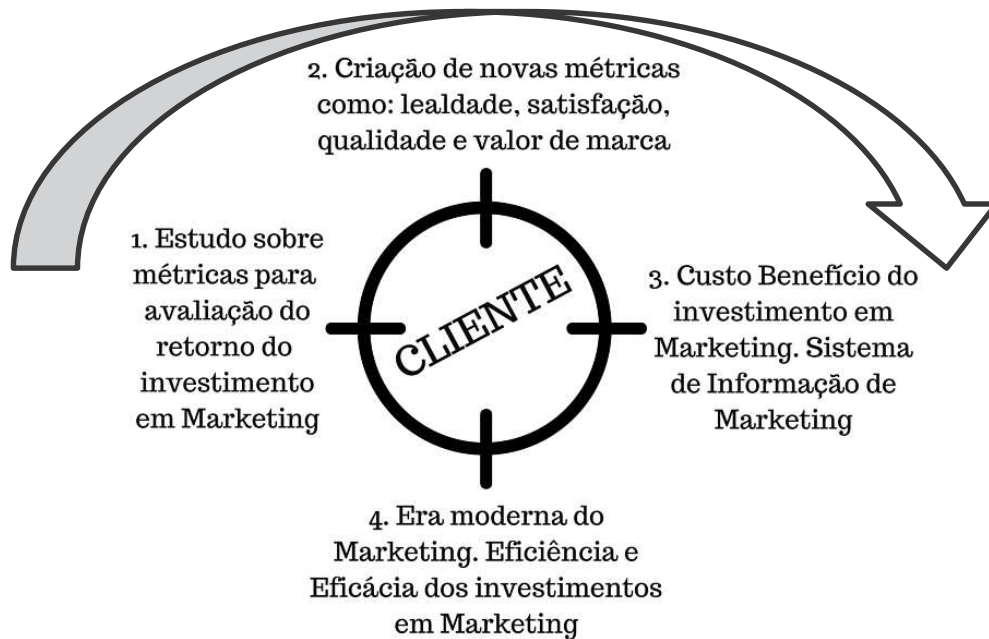 2. Criação de novas métricas
como: lealdade, satisfação,
qualidade e valor de marca
1. Estudo sobre
métricas para
avaliação do
retorno do
investimento
em Marketing
CLIENTE
3. Custo Benefício do
investimento em
Marketing. Sistema
de Informação de
Marketing
4. Era moderna do
Marketing. Eficiência e
Eficácia dos investimentos
em Marketing